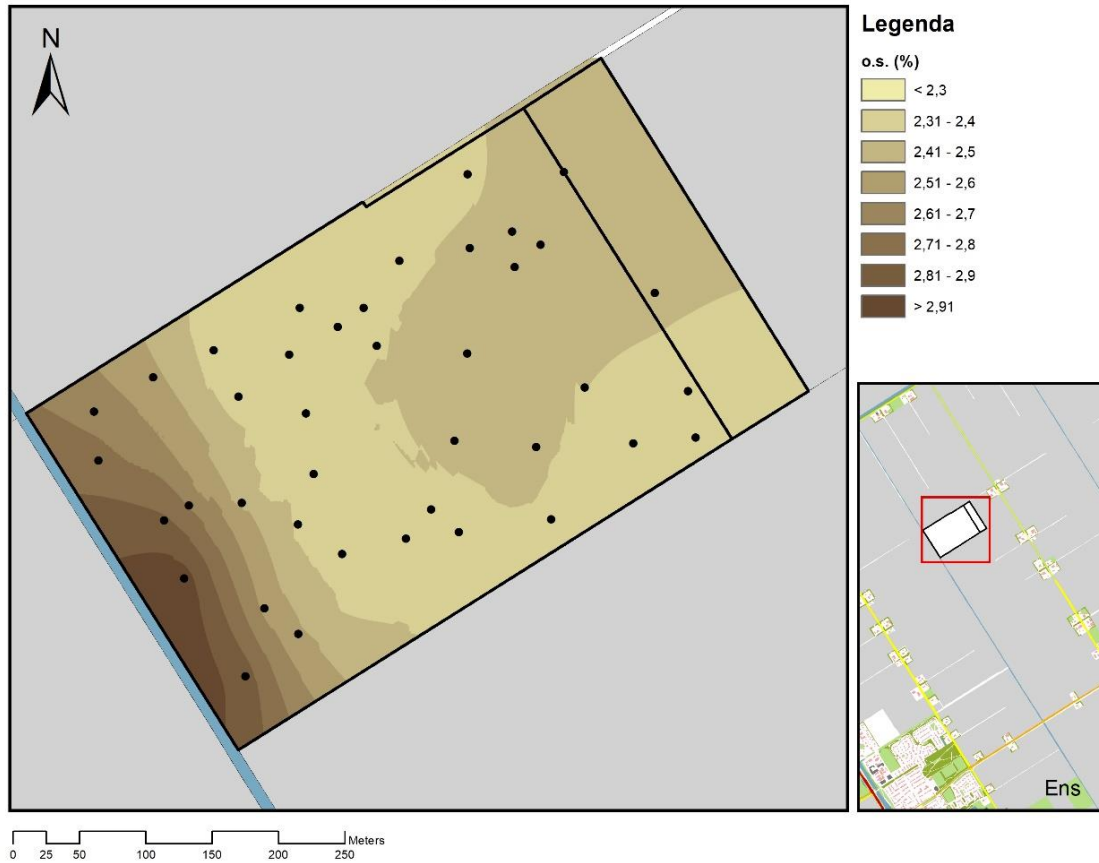 N
Legenda
o.s. (%)
< 2,3
2,31 - 2,4
2,41 - 2,5
2,51 - 2,6
2,61 - 2,7
2,71 - 2,8
2,81 - 2,9
> 2,91
Ens
Meters
0 25 50 100 150 200 250